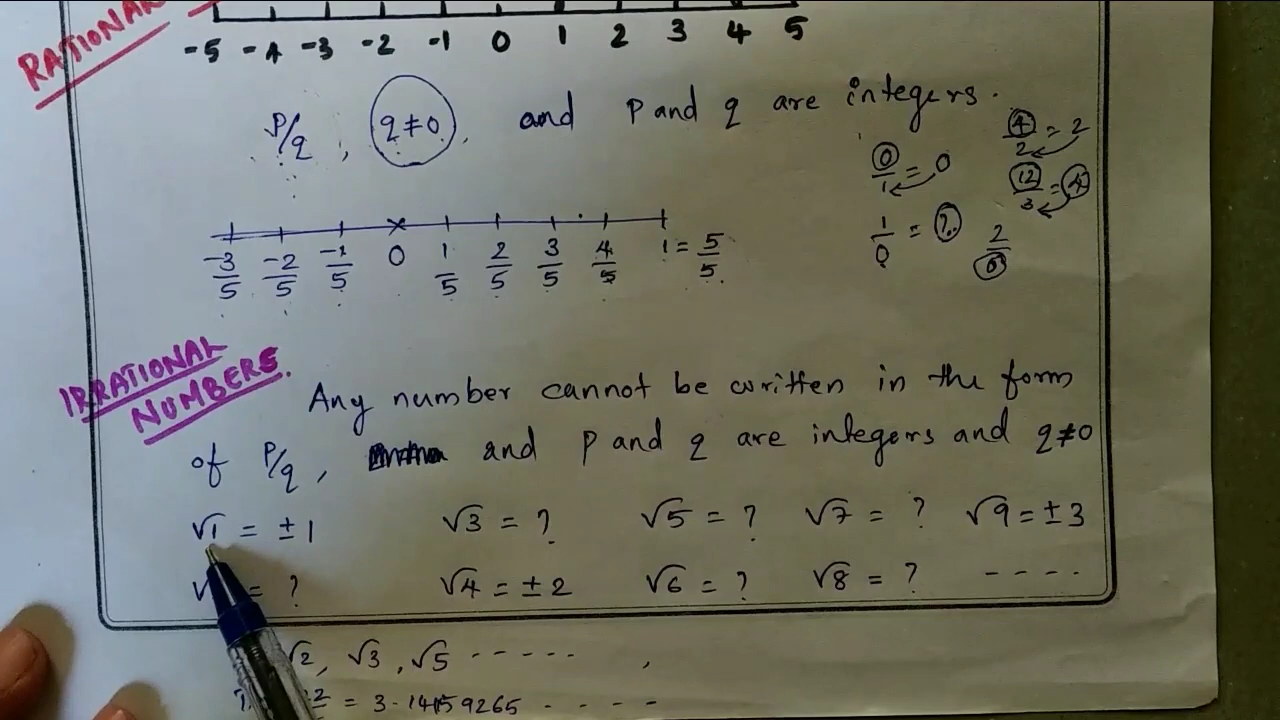 RATIONAL
-5 -4 -3 -2 -1 0 1 2 3 4 5
P/q, q≠0, and p and q are integers.
0/1 = 0 4/2 = 2
12/3 = 4
1/0 = ? 2/0
-3/5 -2/5 -1/5 0 1/5 2/5 3/5 4/5 1 = 5/5
IRRATIONAL
NUMBERS.
Any number cannot be written in the form
of P/q, and p and q are integers and q≠0
√1 = ±1 √3 = ? √5 = ? √7 = ? √9 = ±3
= ? √4 = ±2 √6 = ? √8 = ? ----
√2, √3, √5 ----- ,
= 3.14159265 - - - -